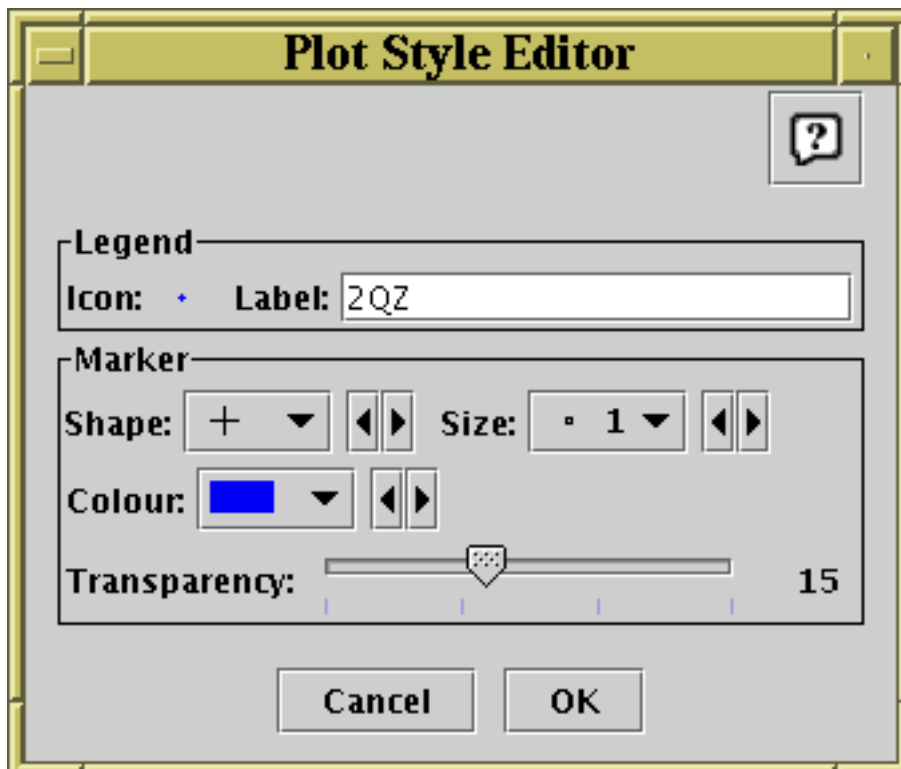 Plot Style Editor
?
Legend
Icon: Label: 2QZ
Marker
Shape: Size: 1
Colour:
Transparency: 15
Cancel OK